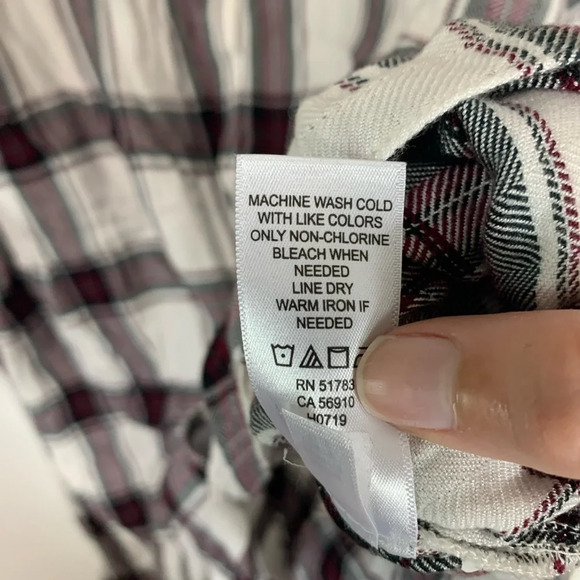 MACHINE WASH COLD
WITH LIKE COLORS
ONLY NON-CHLORINE
BLEACH WHEN
NEEDED
LINE DRY
WARM IRON IF
NEEDED
RN 51783
CA 56910
H0719